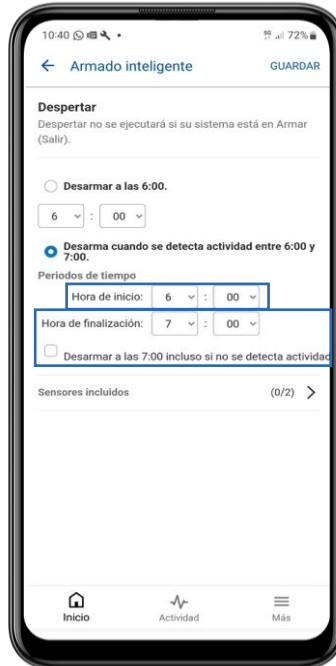 10:40 72%
Armado inteligente GUARDAR
Despertar
Despertar no se ejecutará si su sistema está en Armar
(Salir).
Desarmar a las 6:00.
6 : 00
Desarma cuando se detecta actividad entre 6:00 y
7:00.
Periodos de tiempo
Hora de inicio: 6 : 00
Hora de finalización: 7 : 00
Desarmar a las 7:00 incluso si no se detecta actividad
Sensores incluidos (0/2)
Inicio Actividad Más